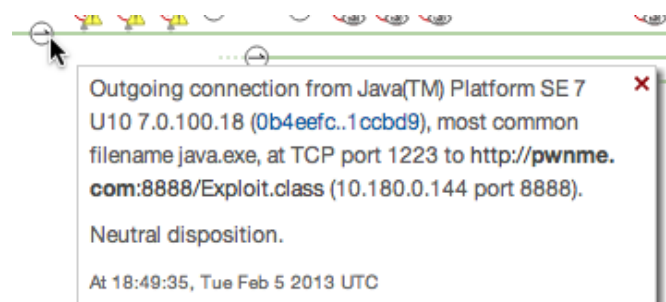 Outgoing connection from Java(TM) Platform SE 7
U10 7.0.100.18 (0b4eefc..1ccbd9), most common
filename java.exe, at TCP port 1223 to http://pwnme.
com:8888/Exploit.class (10.180.0.144 port 8888).
Neutral disposition.
At 18:49:35, Tue Feb 5 2013 UTC